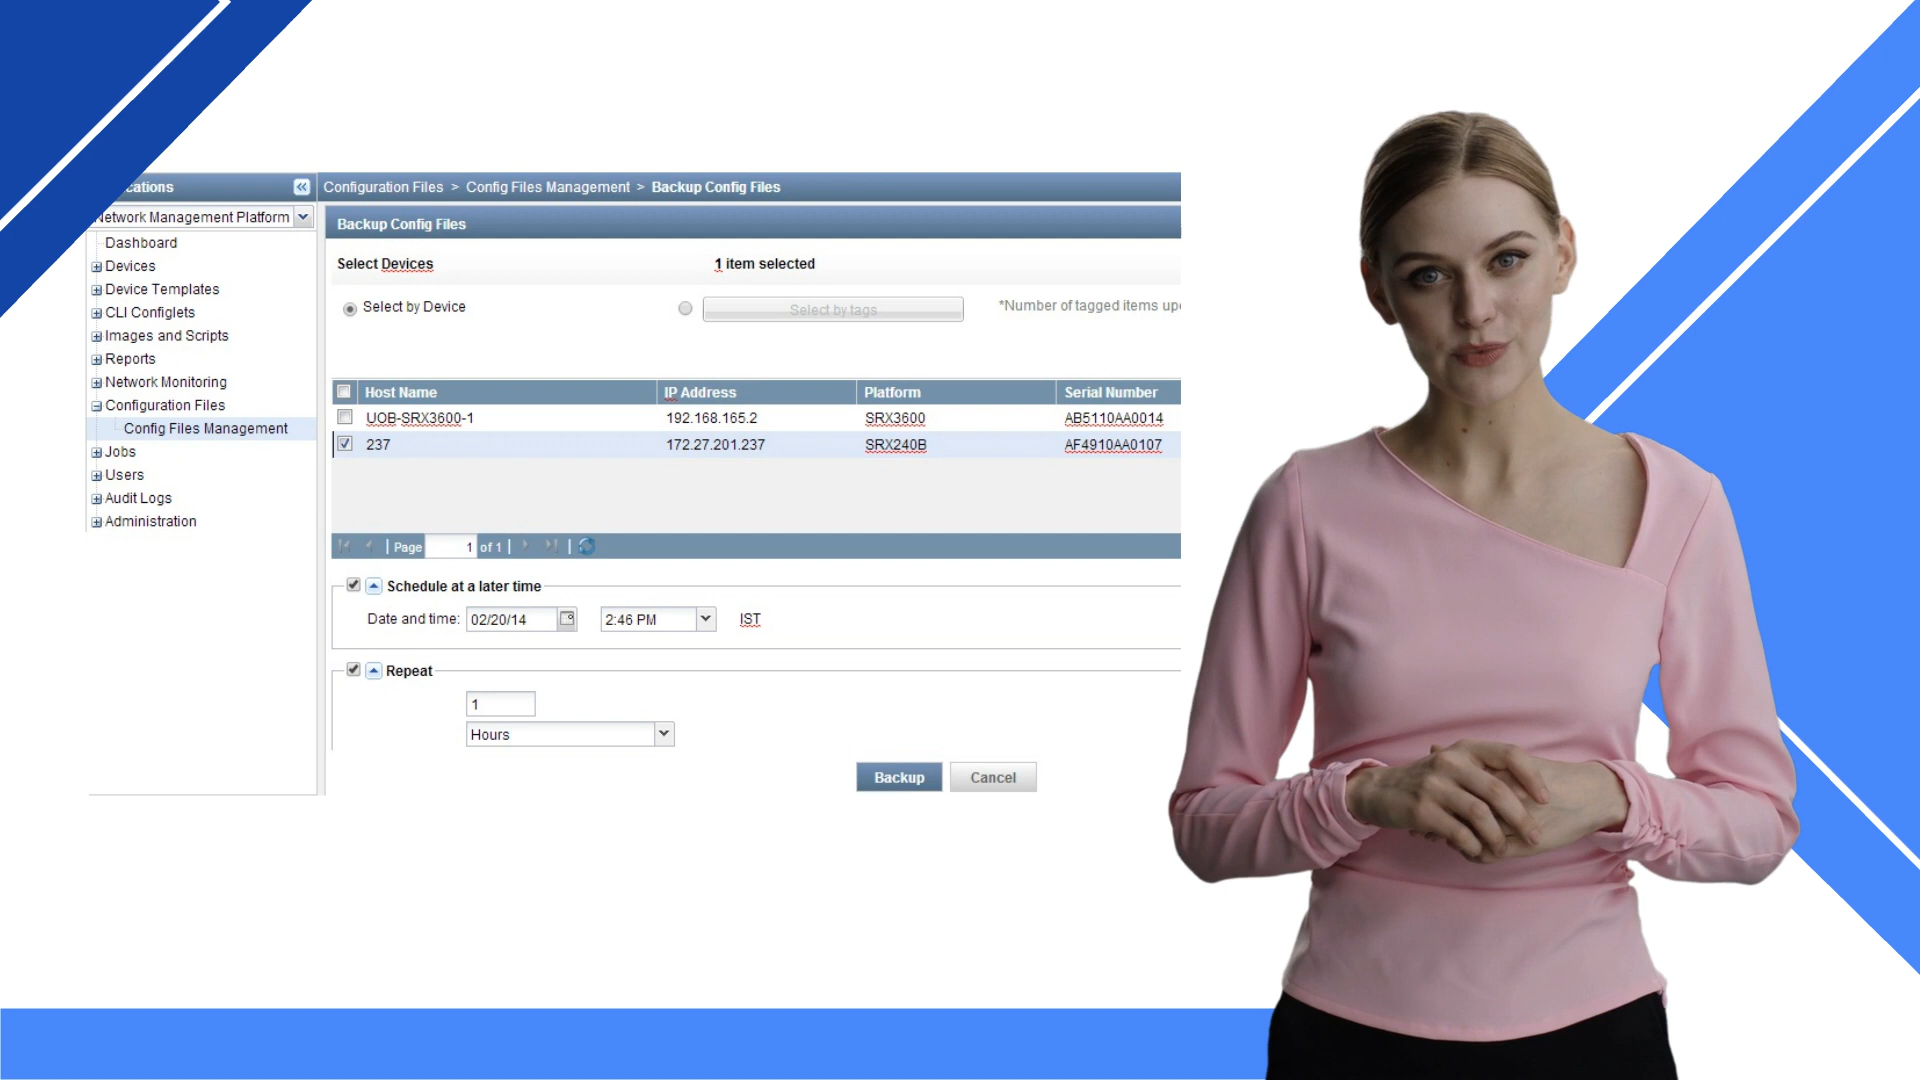 cations
Network Management Platform
Dashboard
Devices
Device Templates
CLI Configlets
Images and Scripts
Reports
Network Monitoring
Configuration Files
Config Files Management
Jobs
Users
Audit Logs
Administration
Configuration Files > Config Files Management > Backup Config Files
Backup Config Files
Select Devices 1 item selected
Select by Device Select by tags *Number of tagged items up
Host Name IP Address Platform Serial Number
UOB-SRX3600-1 192.168.165.2 SRX3600 AB5110AA0014
237 172.27.201.237 SRX240B AF4910AA0107
Page 1 of 1
Schedule at a later time
Date and time: 02/20/14 2:46 PM IST
Repeat
1
Hours
Backup Cancel